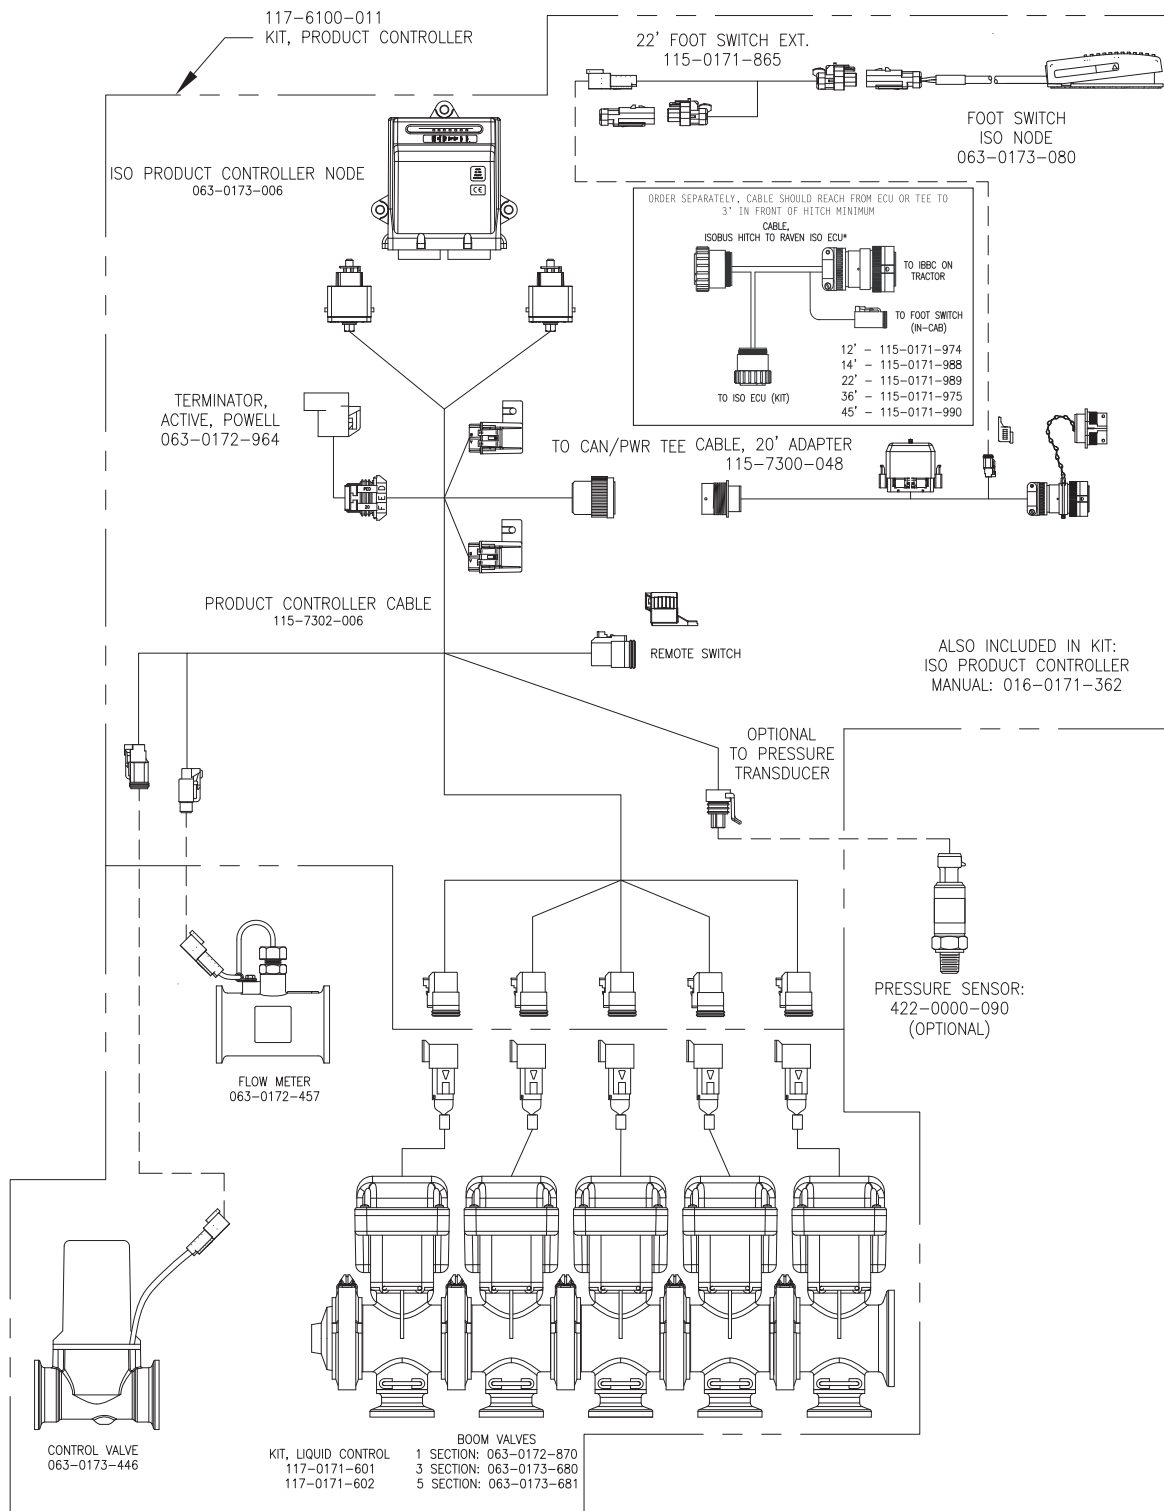 117-6100-011
KIT, PRODUCT CONTROLLER
22' FOOT SWITCH EXT.
115-0171-865
FOOT SWITCH
ISO NODE
063-0173-080
ISO PRODUCT CONTROLLER NODE
063-0173-006
CE
ORDER SEPARATELY, CABLE SHOULD REACH FROM ECU OR TEE TO
3' IN FRONT OF HITCH MINIMUM
CABLE,
ISOBUS HITCH TO RAVEN ISO ECU*
TO IBBC ON
TRACTOR
TO FOOT SWITCH
(IN-CAB)
12' - 115-0171-974
14' - 115-0171-988
22' - 115-0171-989
36' - 115-0171-975
45' - 115-0171-990
TO ISO ECU (KIT)
TERMINATOR,
ACTIVE, POWELL
063-0172-964
TO CAN/PWR TEE CABLE, 20' ADAPTER
115-7300-048
PRODUCT CONTROLLER CABLE
115-7302-006
REMOTE SWITCH
ALSO INCLUDED IN KIT:
ISO PRODUCT CONTROLLER
MANUAL: 016-0171-362
OPTIONAL
TO PRESSURE
TRANSDUCER
PRESSURE SENSOR:
422-0000-090
(OPTIONAL)
FLOW METER
063-0172-457
CONTROL VALVE
063-0173-446
KIT, LIQUID CONTROL
117-0171-601
117-0171-602
BOOM VALVES
1 SECTION: 063-0172-870
3 SECTION: 063-0173-680
5 SECTION: 063-0173-681